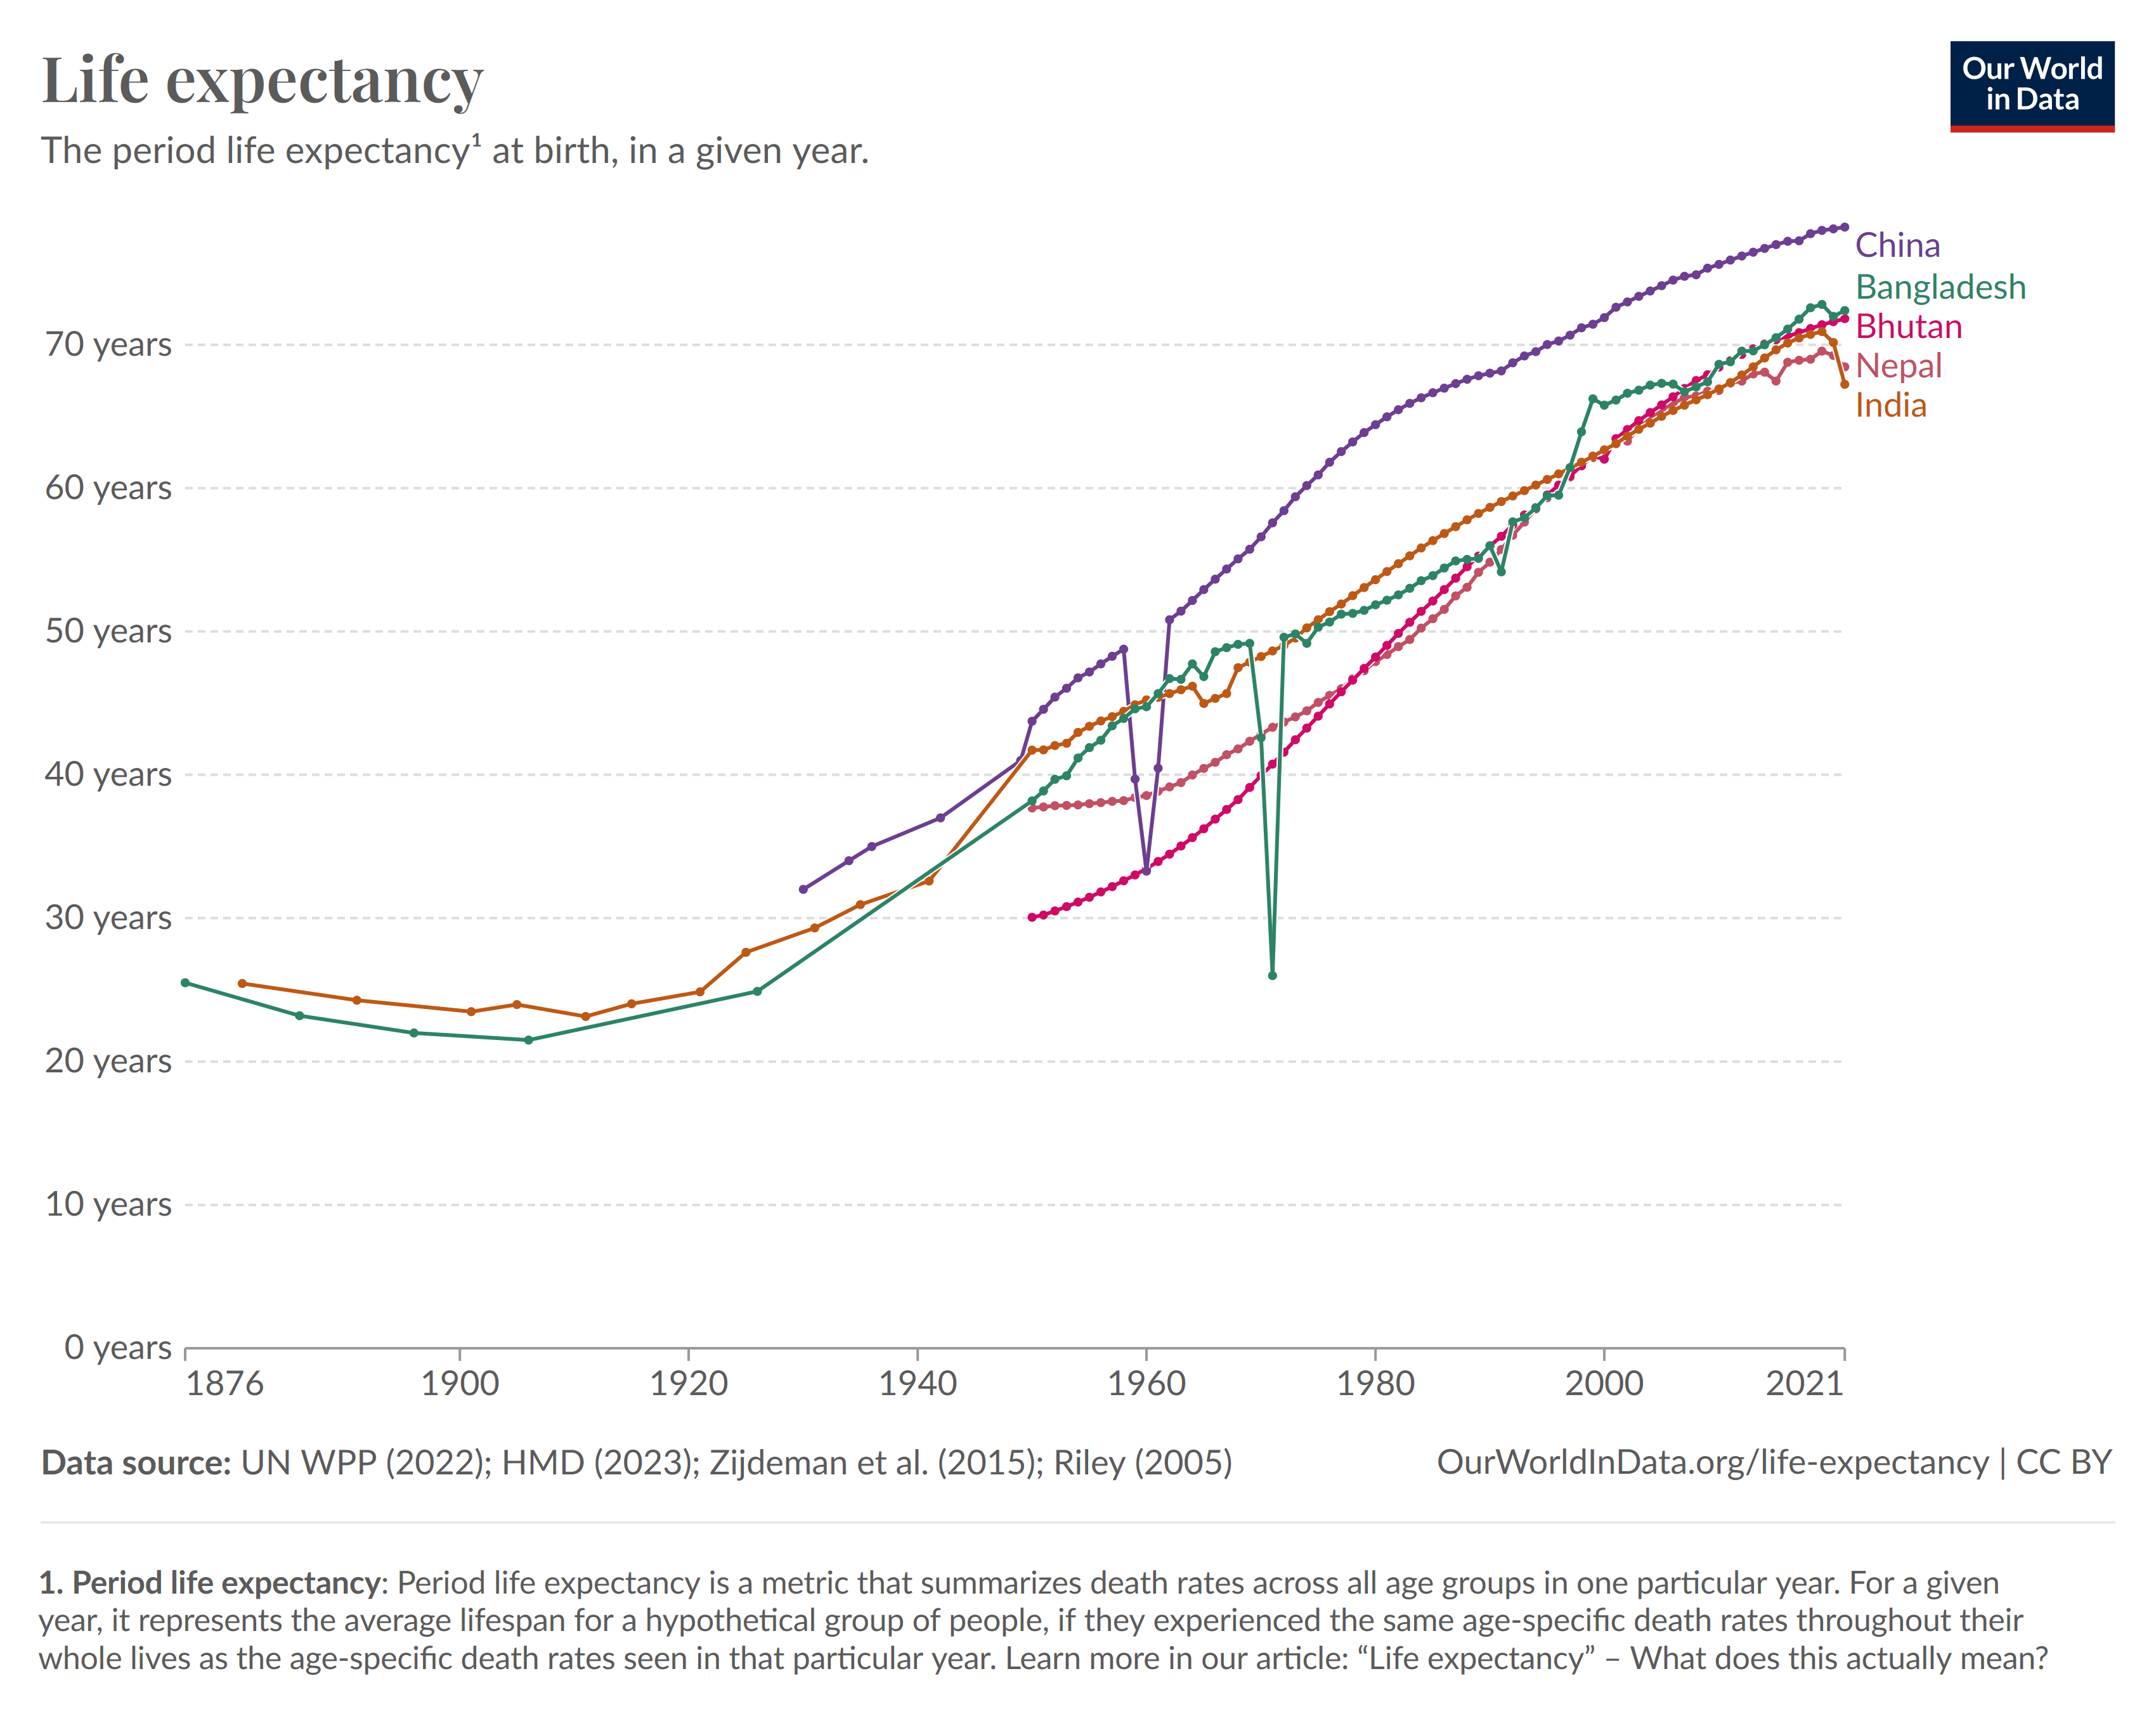 Life expectancy
The period life expectancy¹ at birth, in a given year.
Our World
in Data
China
Bangladesh
Bhutan
Nepal
India
70 years
60 years
50 years
40 years
30 years
20 years
10 years
0 years
1876 1900 1920 1940 1960 1980 2000 2021
Data source: UN WPP (2022); HMD (2023); Zijdeman et al. (2015); Riley (2005)
OurWorldInData.org/life-expectancy | CC BY
1. Period life expectancy: Period life expectancy is a metric that summarizes death rates across all age groups in one particular year. For a given
year, it represents the average lifespan for a hypothetical group of people, if they experienced the same age-specific death rates throughout their
whole lives as the age-specific death rates seen in that particular year. Learn more in our article: “Life expectancy” – What does this actually mean?